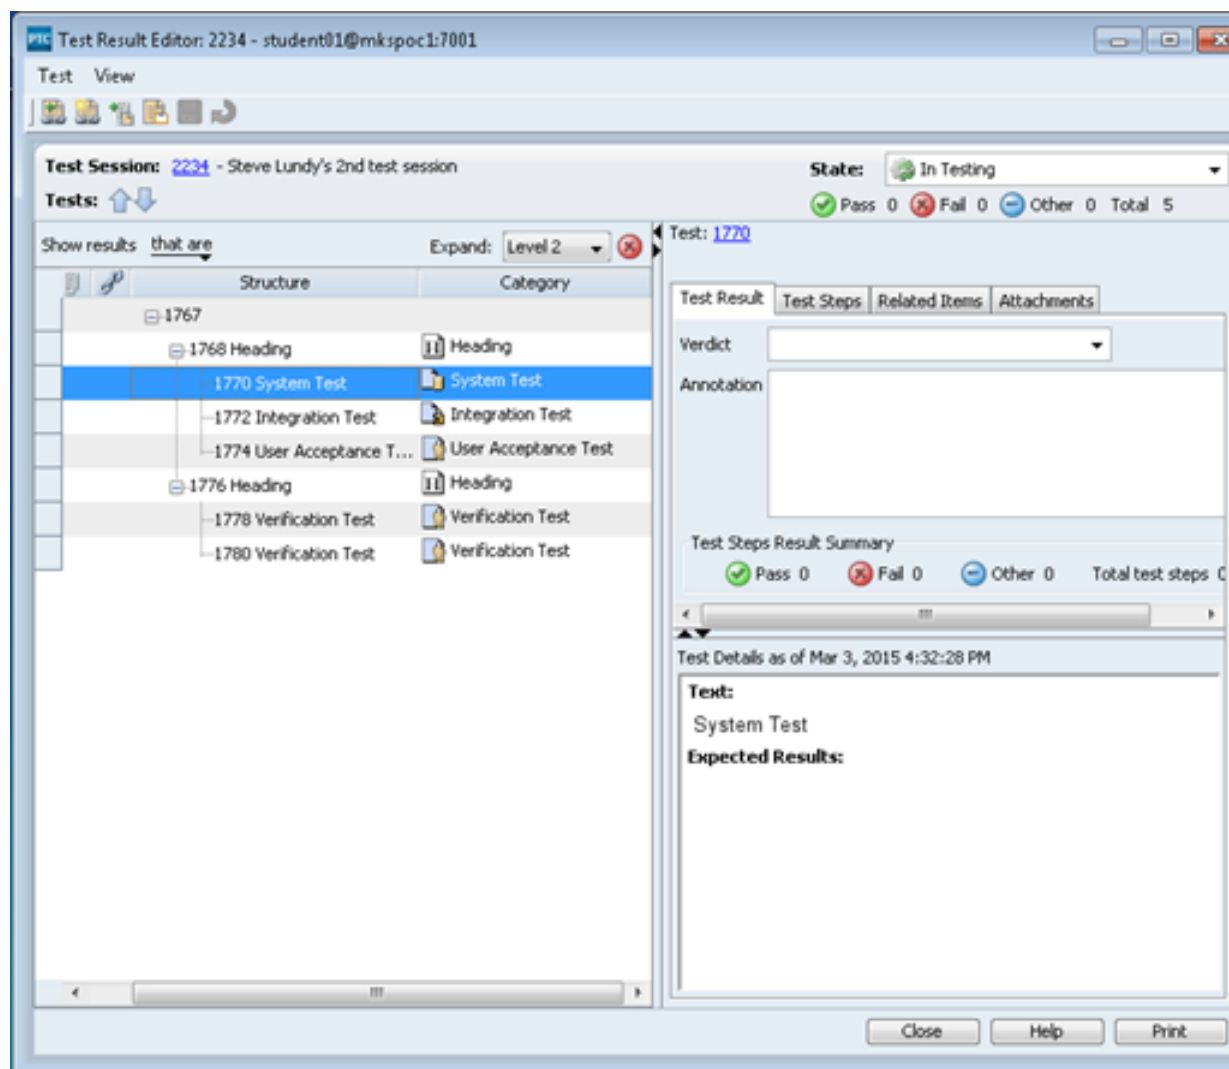 PTC Test Result Editor: 2234 - student01@mkspoc1:7001
Test View
Test Session: 2234 - Steve Lundy's 2nd test session
State: In Testing
Tests:
Pass 0 Fail 0 Other 0 Total 5
Show results that are Expand: Level 2
Test: 1770
Structure Category
Test Result Test Steps Related Items Attachments
1767
Verdict
1768 Heading Heading
Annotation
1770 System Test System Test
1772 Integration Test Integration Test
1774 User Acceptance T... User Acceptance Test
1776 Heading Heading
1778 Verification Test Verification Test
1780 Verification Test Verification Test
Test Steps Result Summary
Pass 0 Fail 0 Other 0 Total test steps 0
Test Details as of Mar 3, 2015 4:32:28 PM
Text:
System Test
Expected Results:
Close Help Print